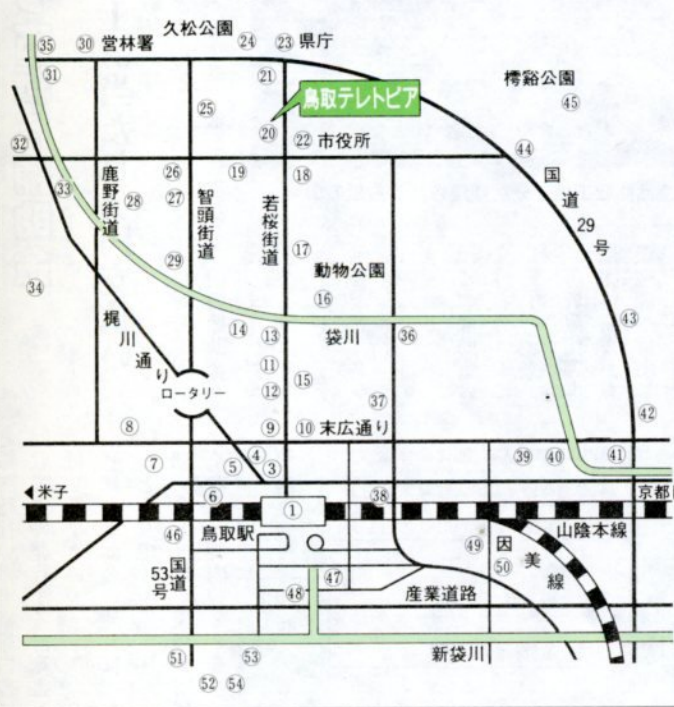 久松公園
㉟ ㉚ 営林署 ㉔ ㉓ 県庁
㉛ ㉑
鳥取テレトピア
樗谿公園
㊺
㉕
⑳
㉒ 市役所
㊹
㉜
㉝
鹿野街道
㉘
㉖
㉗
智頭街道
⑲
若桜街道
⑱
国道29号
⑰
㉙
動物公園
⑯
㉞
梶川通り
⑭
⑬
袋川
㊱
㊸
⑪
⑮
⑫
ロータリー
㊲
㊷
⑧
⑨
⑩ 末広通り
⑦
⑤
④
③
㊴ ㊵ ㊶
米子
⑥
①
㊳
京都
鳥取駅
山陰本線
㊻
国道53号
㊾
因美線
㊿
㊼
㊽
産業道路
新袋川
51
53
52 54